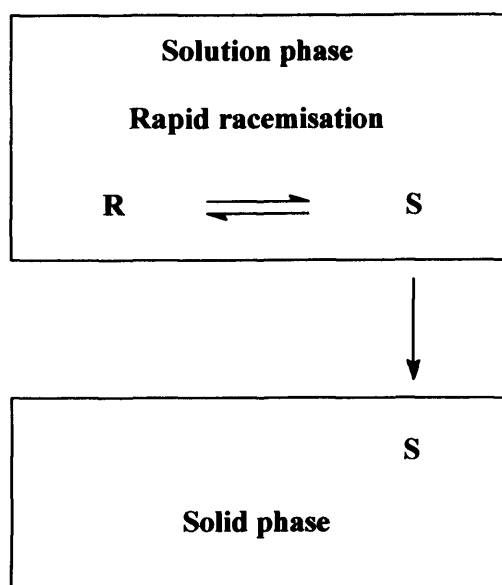 Solution phase
Rapid racemisation
R S
S
Solid phase